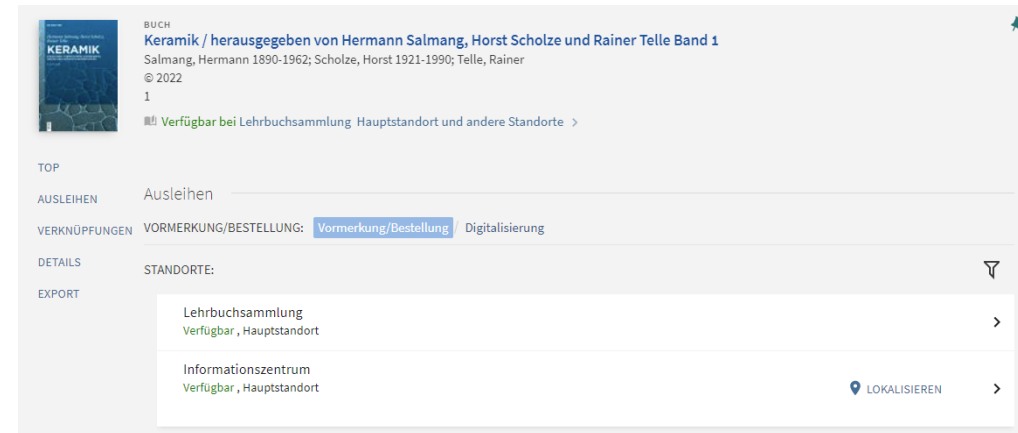 BUCH
Keramik / herausgegeben von Hermann Salmang, Horst Scholze und Rainer Telle Band 1
Salmang, Hermann 1890-1962; Scholze, Horst 1921-1990; Telle, Rainer
© 2022
1
Verfügbar bei Lehrbuchsammlung Hauptstandort und andere Standorte >
KERAMIK
TOP
AUSLEIHEN
VERKNÜPFUNGEN
DETAILS
EXPORT
Ausleihen
VORMERKUNG/BESTELLUNG: Vormerkung/Bestellung / Digitalisierung
STANDORTE:
Lehrbuchsammlung
Verfügbar , Hauptstandort
Informationszentrum
Verfügbar , Hauptstandort
LOKALISIEREN